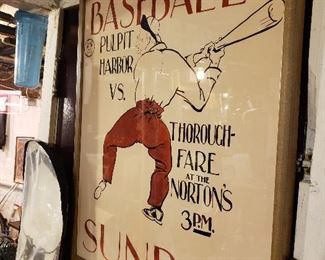 BASEBALL
PULPIT
HARBOR
VS.
THOROUGH-
FARE
AT THE
NORTON'S
3 P.M.